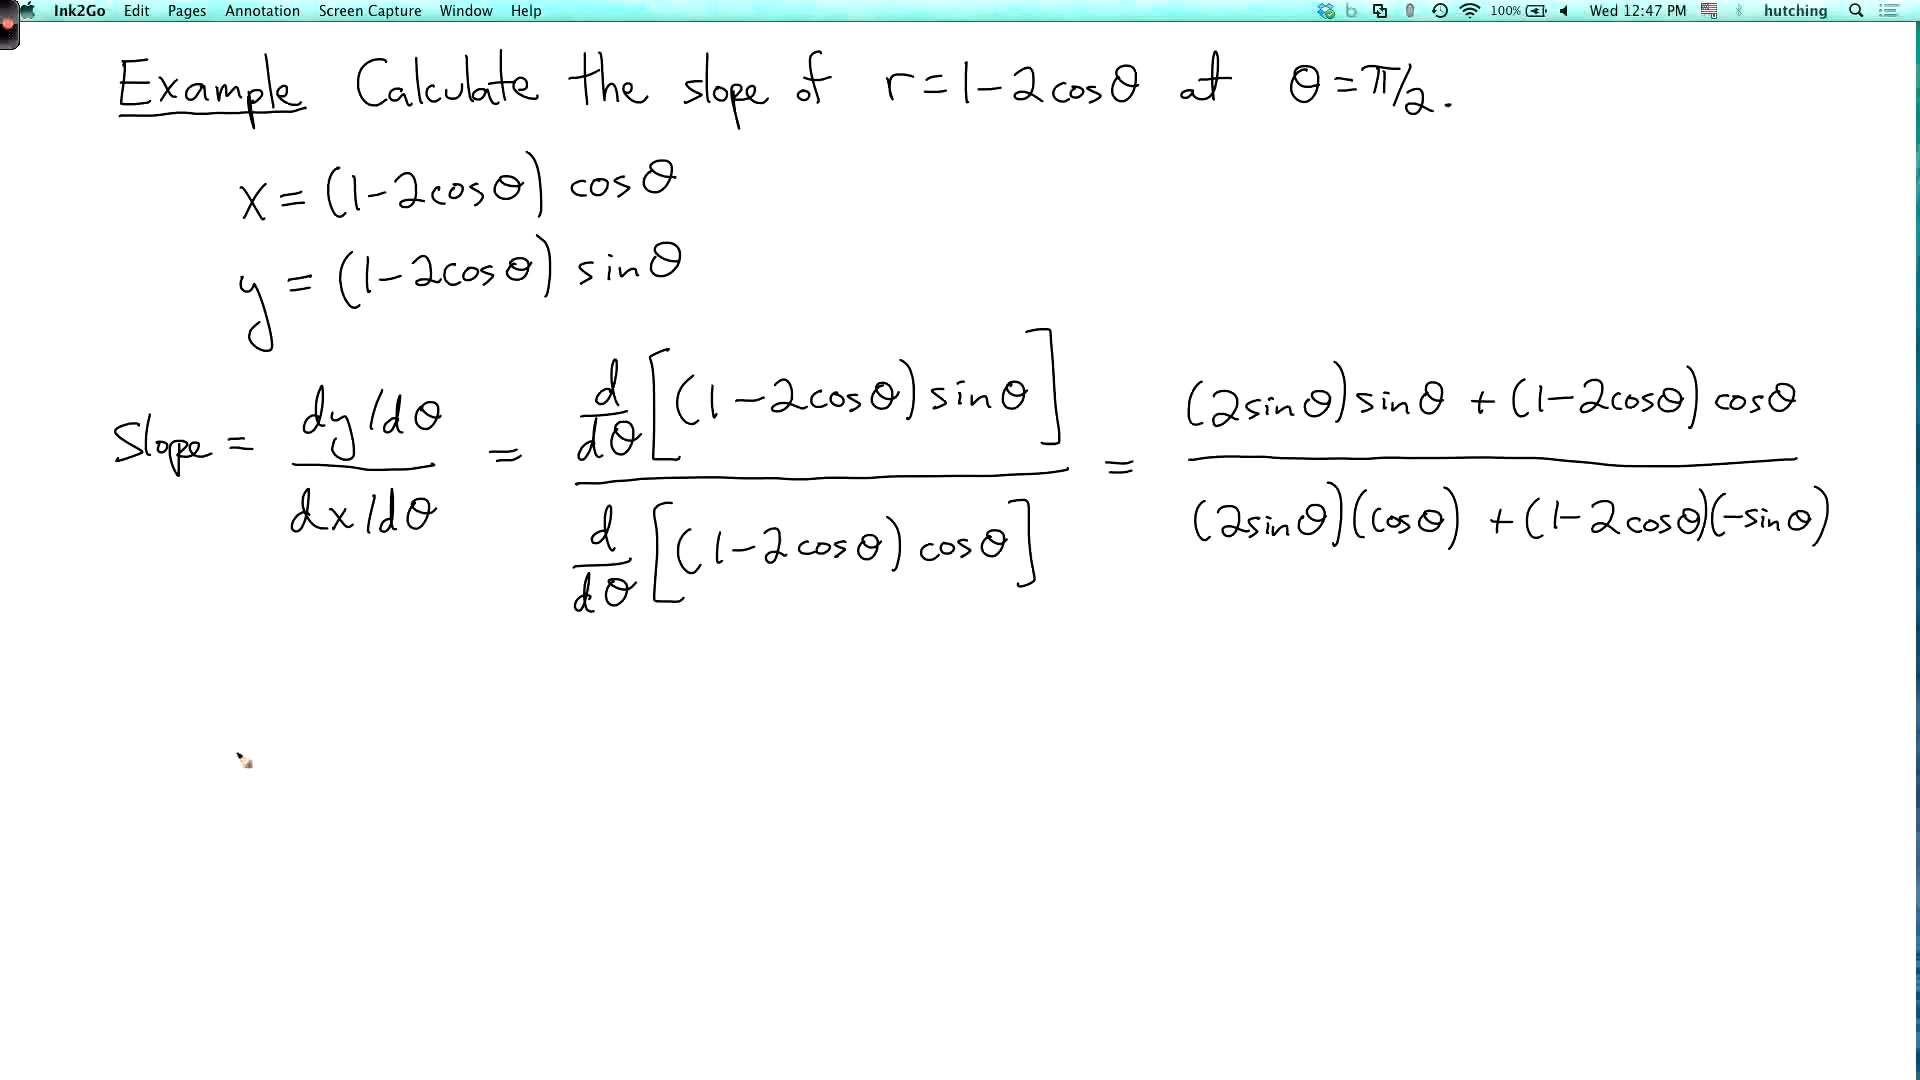 Ink2Go Edit Pages Annotation Screen Capture Window Help 100% Wed 12:47 PM hutching
Example Calculate the slope of r=1-2cosθ at θ=π/2.
x=(1-2cosθ) cosθ
y=(1-2cosθ) sinθ
Slope = (dy/dθ)/(dx/dθ) = (d/dθ[(1-2cosθ) sinθ])/(d/dθ[(1-2cosθ) cosθ]) = ((2sinθ)sinθ+(1-2cosθ) cosθ)/((2sinθ)(cosθ)+(1-2cosθ)(-sinθ))